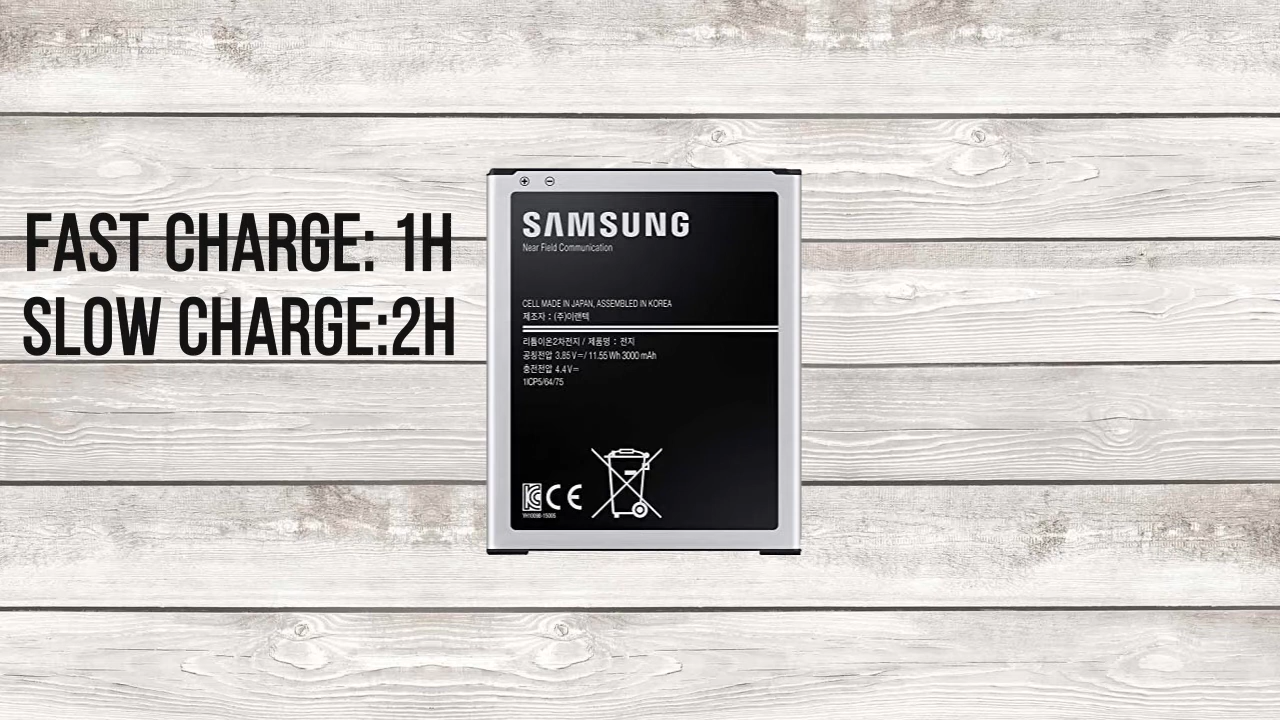 FAST CHARGE: 1H
SLOW CHARGE:2H
SAMSUNG
Near Field Communication
CELL MADE IN JAPAN, ASSEMBLED IN KOREA
제조자 : (주)이랜텍
리튬이온2차전지 / 제품명 : 전지
공칭전압 3.85 V⎓/ 11.55 Wh 3000 mAh
충전전압 4.4 V⎓
1ICP5/64/75
CE